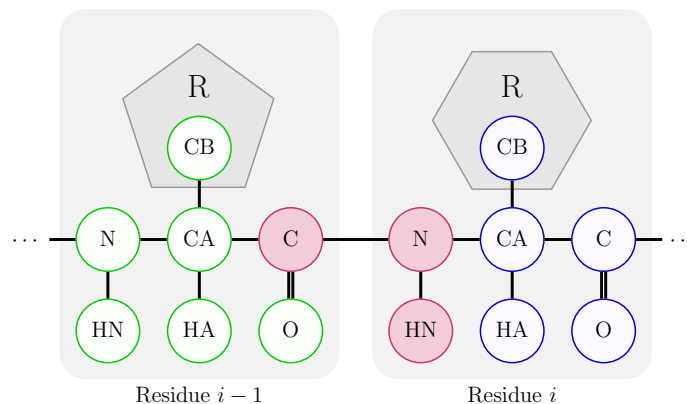 R R
CB CB
... N CA C N CA C ...
HN HA O HN HA O
Residue i − 1 Residue i